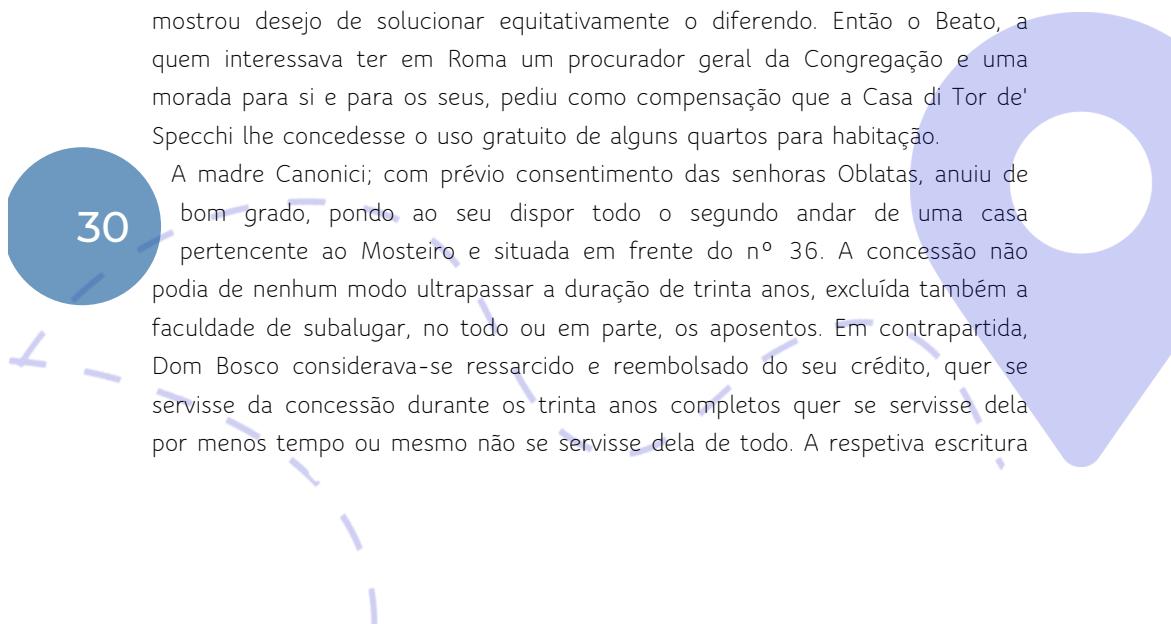 mostrou desejo de solucionar equitativamente o diferendo. Então o Beato, a
quem interessava ter em Roma um procurador geral da Congregação e uma
morada para si e para os seus, pediu como compensação que a Casa di Tor de'
Specchi lhe concedesse o uso gratuito de alguns quartos para habitação.
A madre Canonici; com prévio consentimento das senhoras Oblatas, anuiu de
30
bom grado, pondo ao seu dispor todo o segundo andar de uma casa
pertencente ao Mosteiro e situada em frente do nº 36. A concessão não
podia de nenhum modo ultrapassar a duração de trinta anos, excluída também a
faculdade de subalugar, no todo ou em parte, os aposentos. Em contrapartida,
Dom Bosco considerava-se ressarcido e reembolsado do seu crédito, quer se
servisse da concessão durante os trinta anos completos quer se servisse dela
por menos tempo ou mesmo não se servisse dela de todo. A respetiva escritura